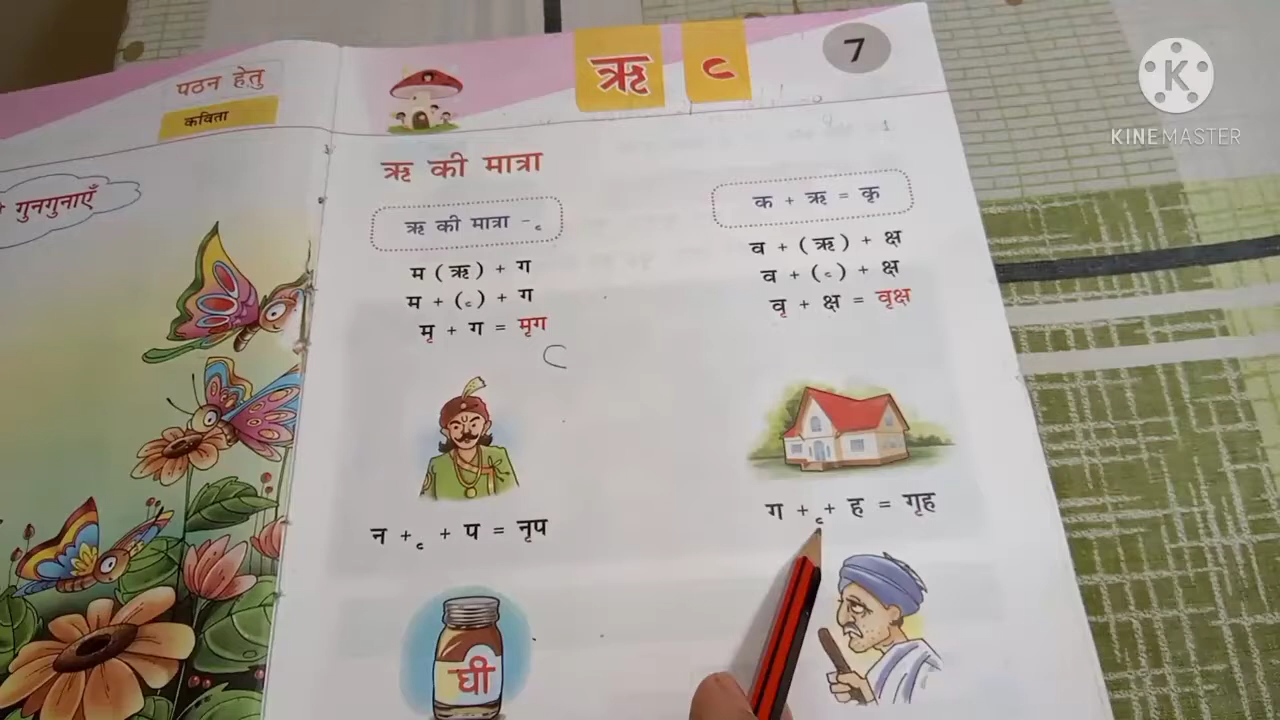 पठन हेतु
कविता
गुनगुनाएँ
ऋ ृ
7
ऋ की मात्रा
ऋ की मात्रा - ृ
म (ऋ) + ग
म + (ृ) + ग
मृ + ग = मृग
क + ऋ = कृ
व + (ऋ) + क्ष
व + (ृ) + क्ष
वृ + क्ष = वृक्ष
न + ृ + प = नृप
ग + ृ + ह = गृह
घी
K
KINEMASTER